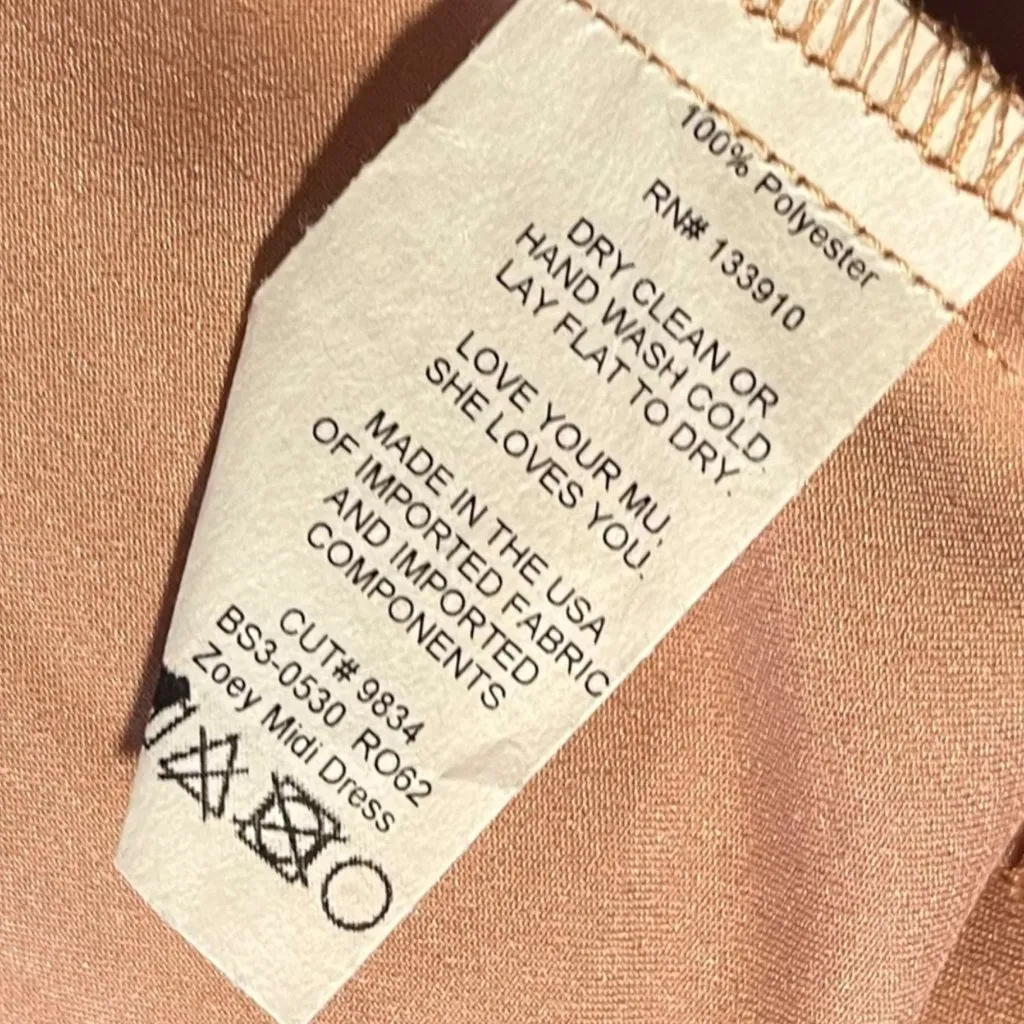 100% Polyester
RN# 133910
DRY CLEAN OR
HAND WASH COLD
LAY FLAT TO DRY
LOVE YOUR MU,
SHE LOVES YOU.
MADE IN THE USA
OF IMPORTED FABRIC
AND IMPORTED
COMPONENTS
CUT# 9834
BS3-0530 RO62
Zoey Midi Dress